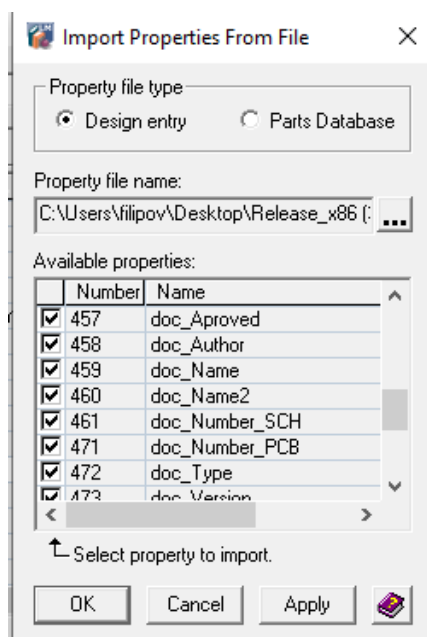 Import Properties From File
Property file type
Design entry Parts Database
Property file name:
C:\Users\filipov\Desktop\Release_x86 (
...
Available properties:
Number Name
457 doc_Aproved
458 doc_Author
459 doc_Name
460 doc_Name2
461 doc_Number_SCH
471 doc_Number_PCB
472 doc_Type
473 doc_Version
Select property to import.
OK Cancel Apply